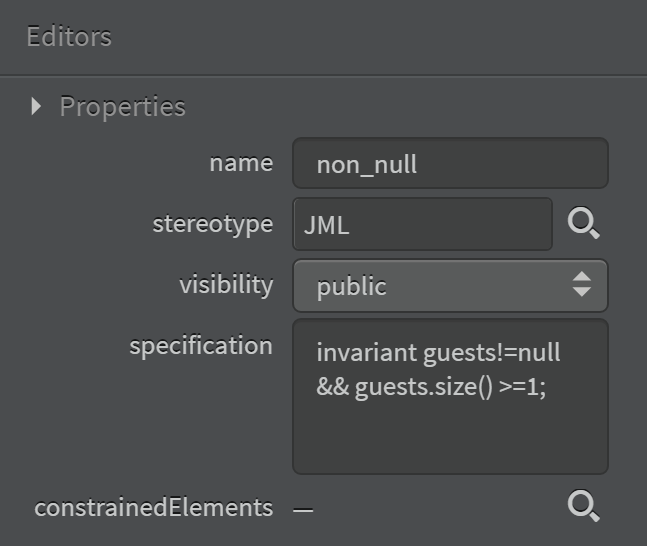 Editors
Properties
name non_null
stereotype JML
visibility public
specification invariant guests!=null
&& guests.size() >=1;
constrainedElements —